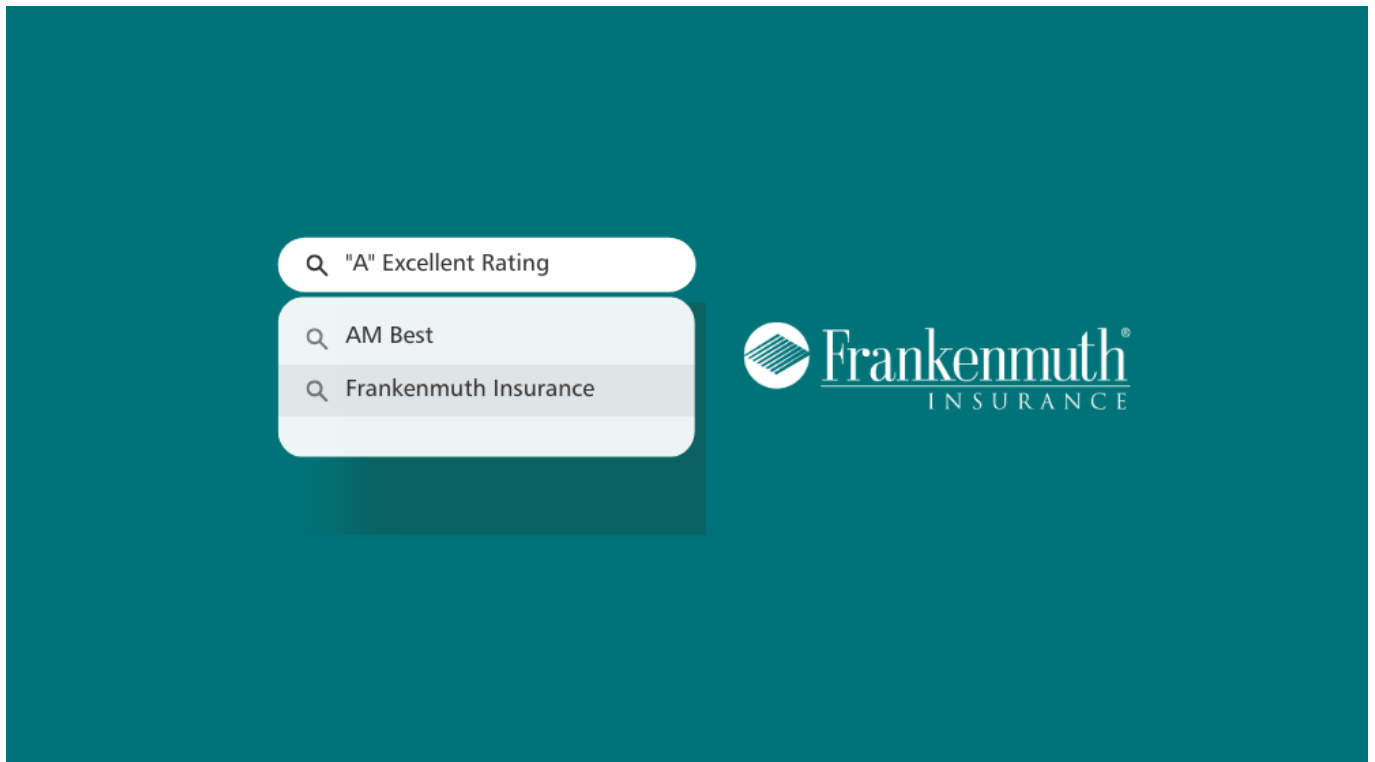 "A" Excellent Rating
AM Best
Frankenmuth Insurance
Frankenmuth®
INSURANCE